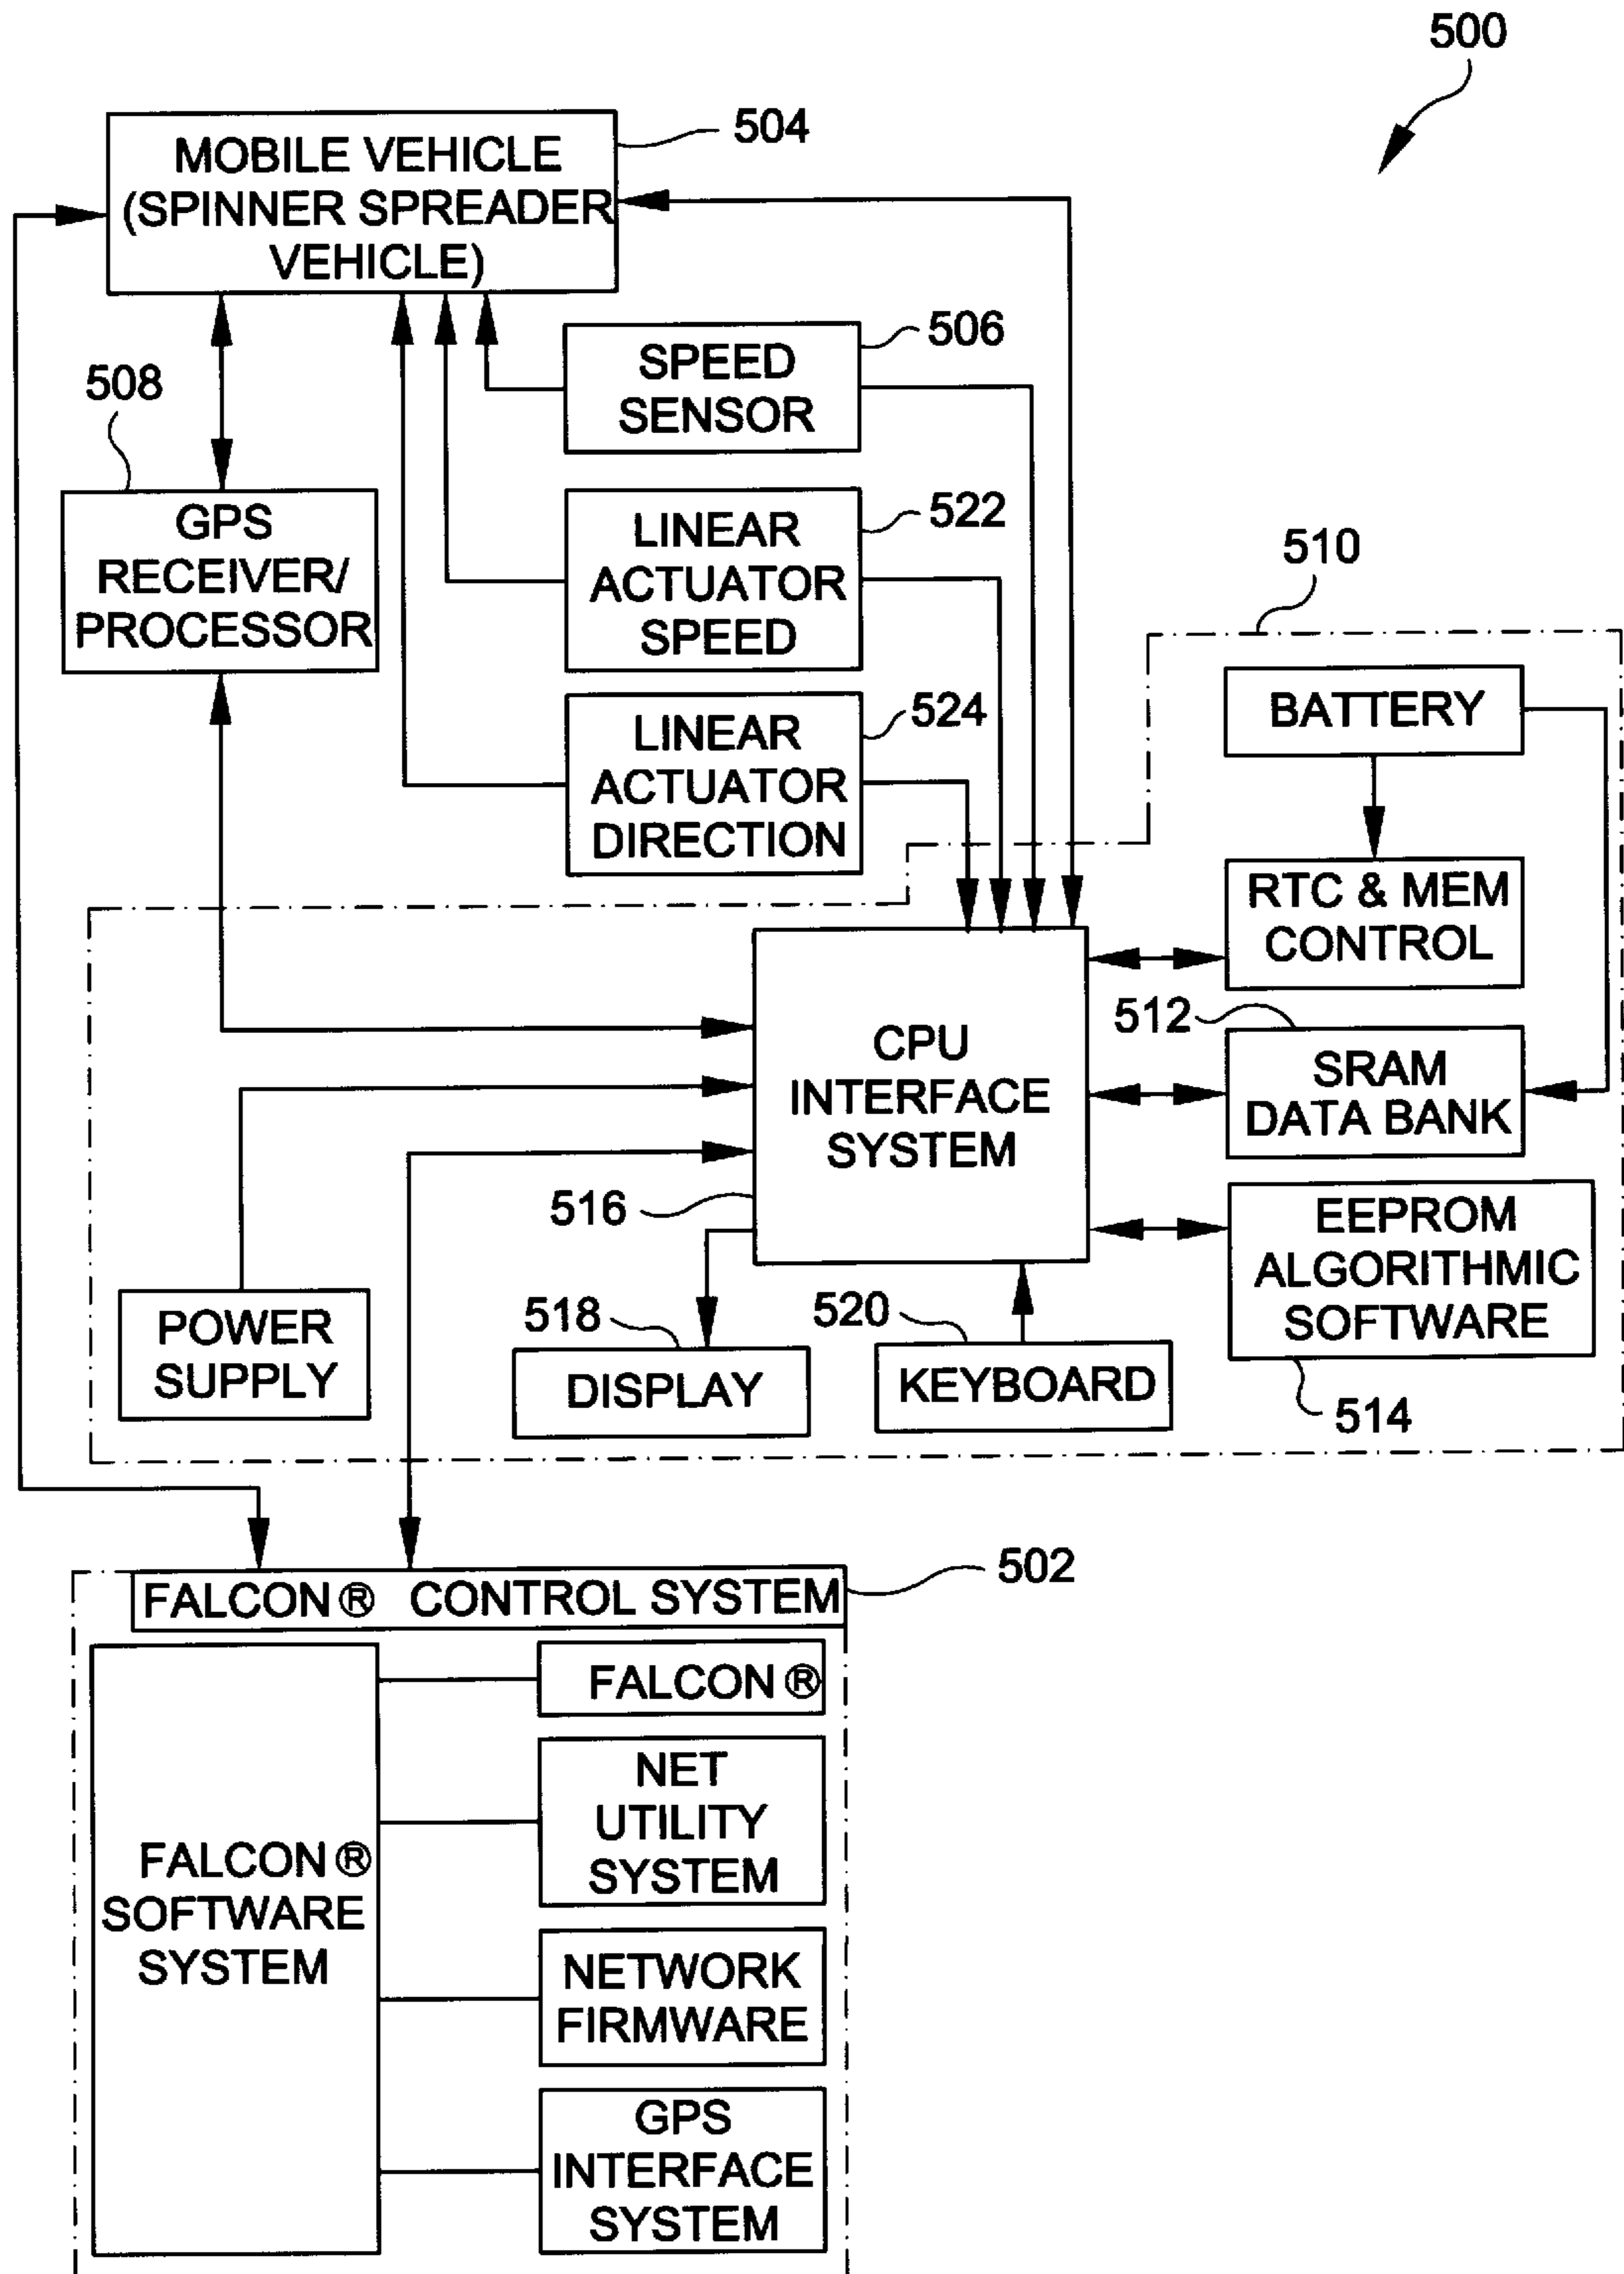 500
504
MOBILE VEHICLE
(SPINNER SPREADER
VEHICLE)
506
SPEED
SENSOR
508
GPS
RECEIVER/
PROCESSOR
522
LINEAR
ACTUATOR
SPEED
510
524
LINEAR
ACTUATOR
DIRECTION
BATTERY
RTC & MEM
CONTROL
512
SRAM
DATA BANK
CPU
INTERFACE
SYSTEM
516
EEPROM
ALGORITHMIC
SOFTWARE
514
POWER
SUPPLY
518
DISPLAY
520
KEYBOARD
502
FALCON® CONTROL SYSTEM
FALCON®
SOFTWARE
SYSTEM
FALCON®
NET
UTILITY
SYSTEM
NETWORK
FIRMWARE
GPS
INTERFACE
SYSTEM